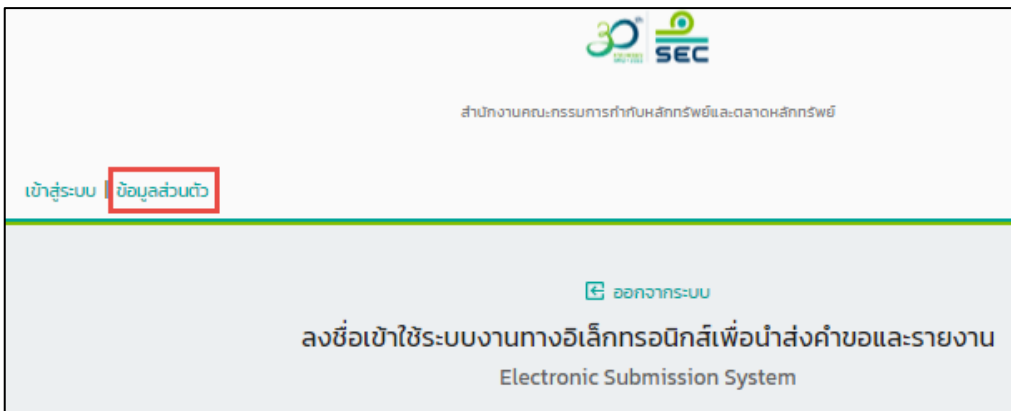 30th
SEC
สำนักงานคณะกรรมการกำกับหลักทรัพย์และตลาดหลักทรัพย์
เข้าสู่ระบบ | ข้อมูลส่วนตัว
ออกจากระบบ
ลงชื่อเข้าใช้ระบบงานทางอิเล็กทรอนิกส์เพื่อนำส่งคำขอและรายงาน
Electronic Submission System